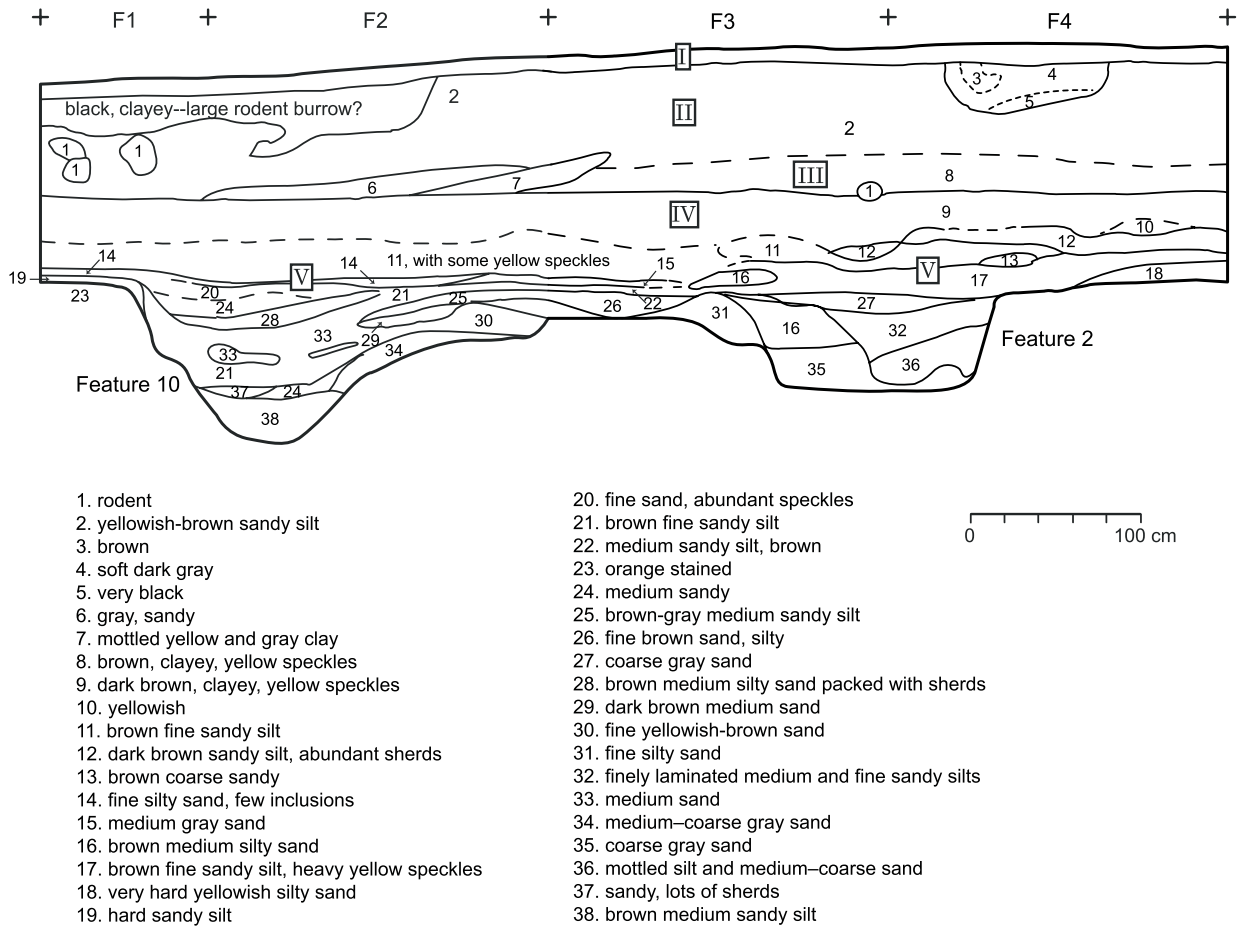 F1 F2 F3 F4
I
black, clayey--large rodent burrow?
2
II
3
4
5
2
1
1
1
III
6
7
8
1
IV
9
10
14
14
11, with some yellow speckles
15
11
12
12
13
V
V
16
17
18
19
23
20
24
21
25
22
26
27
28
33
29
30
31
16
32
34
33
21
35
36
Feature 2
Feature 10
37
24
38
1. rodent
2. yellowish-brown sandy silt
3. brown
4. soft dark gray
5. very black
6. gray, sandy
7. mottled yellow and gray clay
8. brown, clayey, yellow speckles
9. dark brown, clayey, yellow speckles
10. yellowish
11. brown fine sandy silt
12. dark brown sandy silt, abundant sherds
13. brown coarse sandy
14. fine silty sand, few inclusions
15. medium gray sand
16. brown medium silty sand
17. brown fine sandy silt, heavy yellow speckles
18. very hard yellowish silty sand
19. hard sandy silt
20. fine sand, abundant speckles
21. brown fine sandy silt
22. medium sandy silt, brown
23. orange stained
24. medium sandy
25. brown-gray medium sandy silt
26. fine brown sand, silty
27. coarse gray sand
28. brown medium silty sand packed with sherds
29. dark brown medium sand
30. fine yellowish-brown sand
31. fine silty sand
32. finely laminated medium and fine sandy silts
33. medium sand
34. medium–coarse gray sand
35. coarse gray sand
36. mottled silt and medium–coarse sand
37. sandy, lots of sherds
38. brown medium sandy silt
0 100 cm